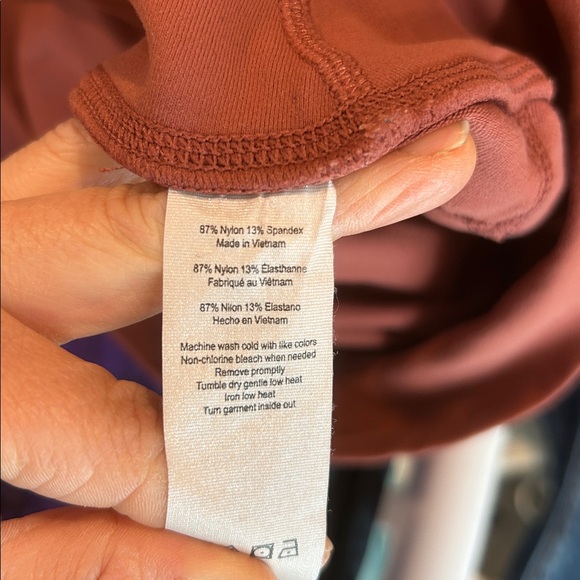 87% Nylon 13% Spandex
Made in Vietnam
87% Nylon 13% Élasthanne
Fabriqué au Viêtnam
87% Nilon 13% Elastano
Hecho en Vietnam
Machine wash cold with like colors
Non-chlorine bleach when needed
Remove promptly
Tumble dry gentle low heat
Iron low heat
Turn garment inside out